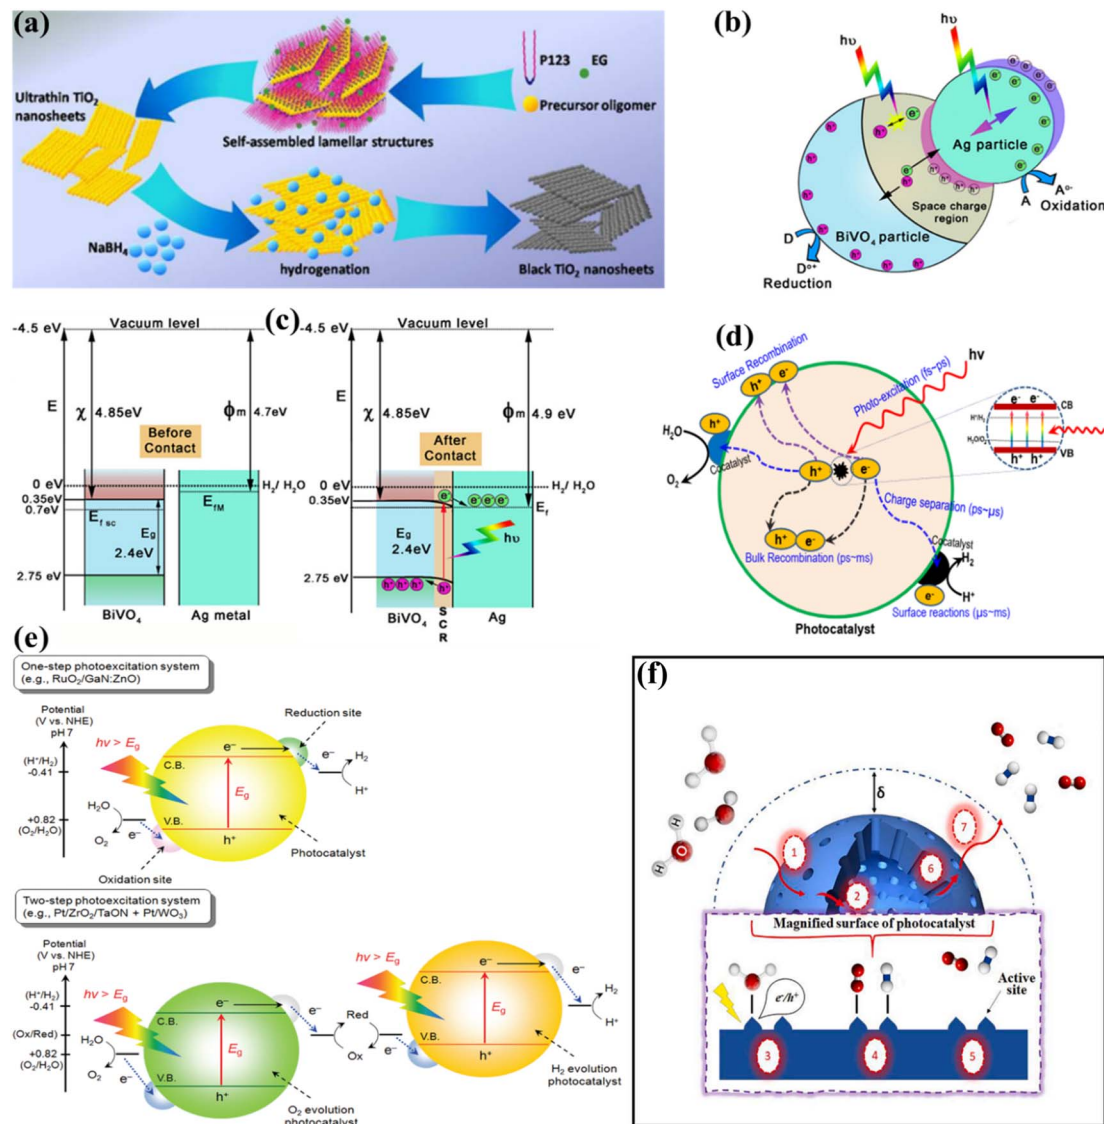 (a)
P123
EG
Precursor oligomer
Ultrathin TiO₂
nanosheets
Self-assembled lamellar structures
NaBH₄
hydrogenation
Black TiO₂ nanosheets
(b)
hυ
hυ
e⁻ e⁻ e⁻ e⁻
e⁻
h⁺
Ag particle
h⁺ h⁺ h⁺ h⁺
Space charge
region
BiVO₄ particle
A
A°⁻
Oxidation
D
D°⁺
Reduction
(c)
-4.5 eV
Vacuum level
E
χ 4.85eV
ϕm 4.7eV
Before
Contact
0 eV
H₂/ H₂O
0.35eV
0.7eV
E f sc
E fM
Eg
2.4eV
2.75 eV
BiVO₄
Ag metal
-4.5 eV
Vacuum level
E
χ 4.85eV
ϕm 4.9 eV
After
Contact
0 eV
H₂/ H₂O
0.35eV
e⁻ e⁻ e⁻ e⁻
E f
Eg
2.4eV
hυ
2.75 eV
h⁺ h⁺ h⁺ h⁺
BiVO₄
S
C
R
Ag
(d)
hν
Surface Recombination
h⁺ e⁻
Photo-excitation (fs~ps)
e⁻ e⁻
CB
H⁺/H₂
H₂O/O₂
VB
h⁺ h⁺
h⁺
H₂O
O₂
Cocatalyst
h⁺ e⁻
Charge separation (ps~μs)
h⁺ e⁻
Bulk Recombination (ps~ms)
Cocatalyst
H₂
H⁺
e⁻
Surface reactions (μs~ms)
Photocatalyst
(e)
One-step photoexcitation system
(e.g., RuO₂/GaN:ZnO)
Potential
(V vs. NHE)
pH 7
(H⁺/H₂)
-0.41
+0.82
(O₂/H₂O)
hν > Eg
Reduction site
e⁻
e⁻
H₂
H⁺
C.B.
Eg
V.B.
h⁺
H₂O
O₂
e⁻
Photocatalyst
Oxidation site
Two-step photoexcitation system
(e.g., Pt/ZrO₂/TaON + Pt/WO₃)
Potential
(V vs. NHE)
pH 7
(H⁺/H₂)
-0.41
(Ox/Red)
+0.82
(O₂/H₂O)
hν > Eg
e⁻
e⁻
C.B.
Eg
V.B.
h⁺
H₂O
O₂
e⁻
Red
Ox
O₂ evolution
photocatalyst
hν > Eg
e⁻
e⁻
C.B.
Eg
V.B.
h⁺
e⁻
H₂
H⁺
H₂ evolution
photocatalyst
(f)
δ
H
O
H
1
2
6
7
Magnified surface of photocatalyst
e⁻/h⁺
Active
site
3
4
5